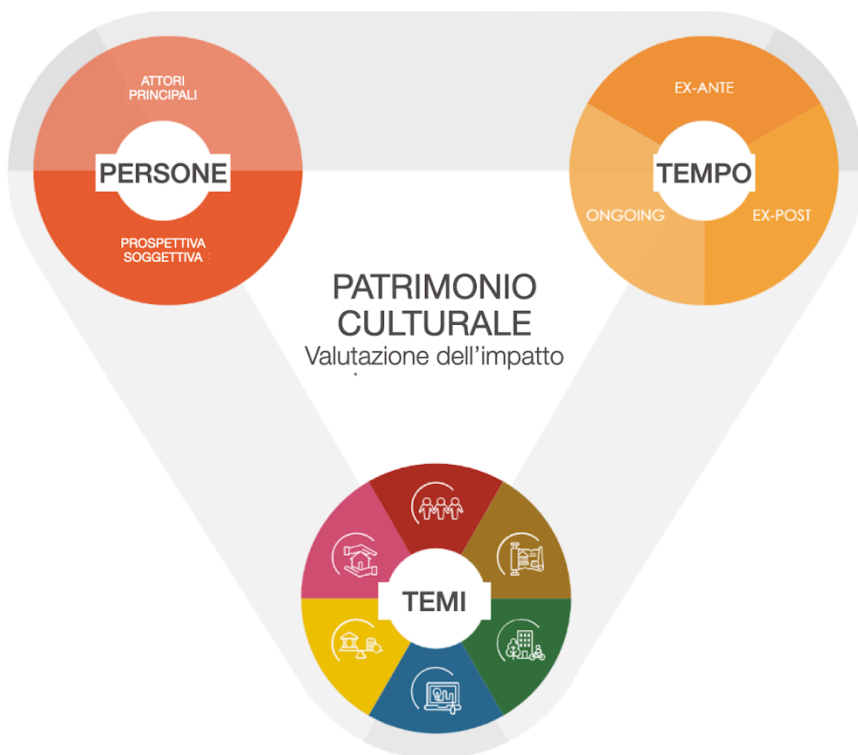 ATTORI
PRINCIPALI
PERSONE
PROSPETTIVA
SOGGETTIVA
EX-ANTE
TEMPO
ONGOING
EX-POST
PATRIMONIO
CULTURALE
Valutazione dell'impatto
TEMI